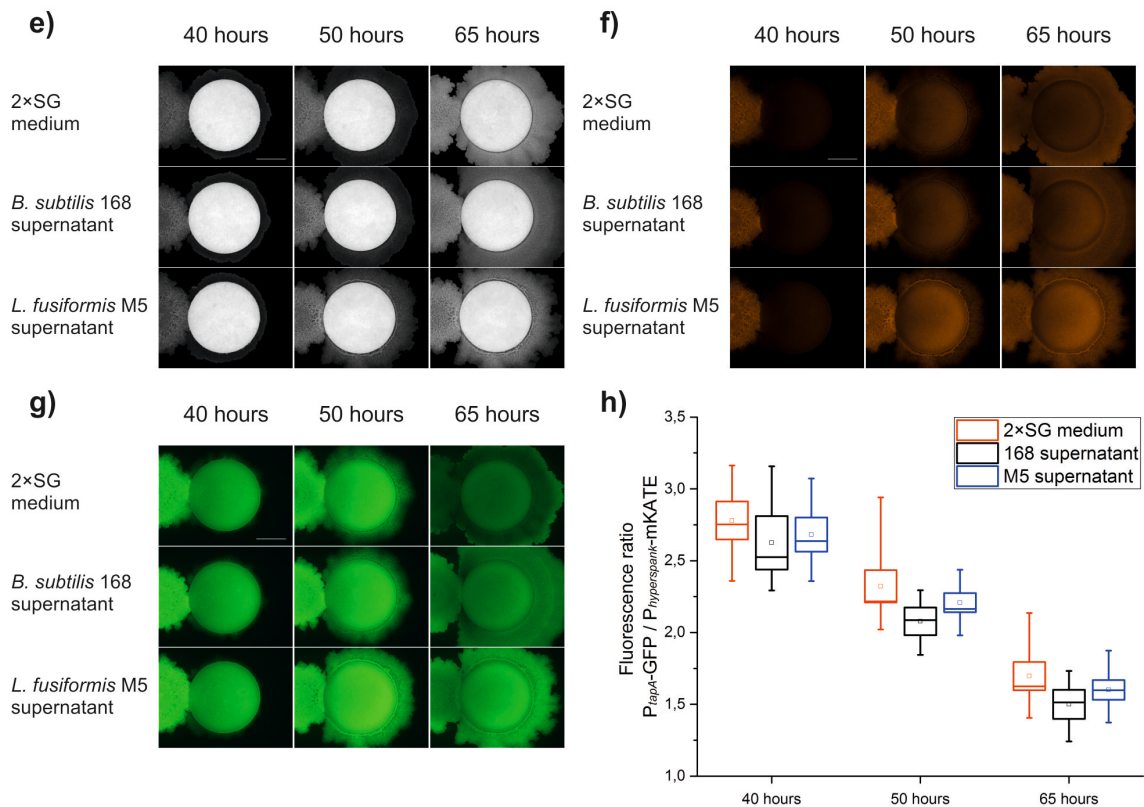 e)
40 hours 50 hours 65 hours
2×SG
medium
B. subtilis 168
supernatant
L. fusiformis M5
supernatant
f)
40 hours 50 hours 65 hours
2×SG
medium
B. subtilis 168
supernatant
L. fusiformis M5
supernatant
g)
40 hours 50 hours 65 hours
2×SG
medium
B. subtilis 168
supernatant
L. fusiformis M5
supernatant
h)
Fluorescence ratio
PtapA-GFP / Phyperspank-mKATE
3,5
3,0
2,5
2,0
1,5
1,0
2×SG medium
168 supernatant
M5 supernatant
40 hours 50 hours 65 hours